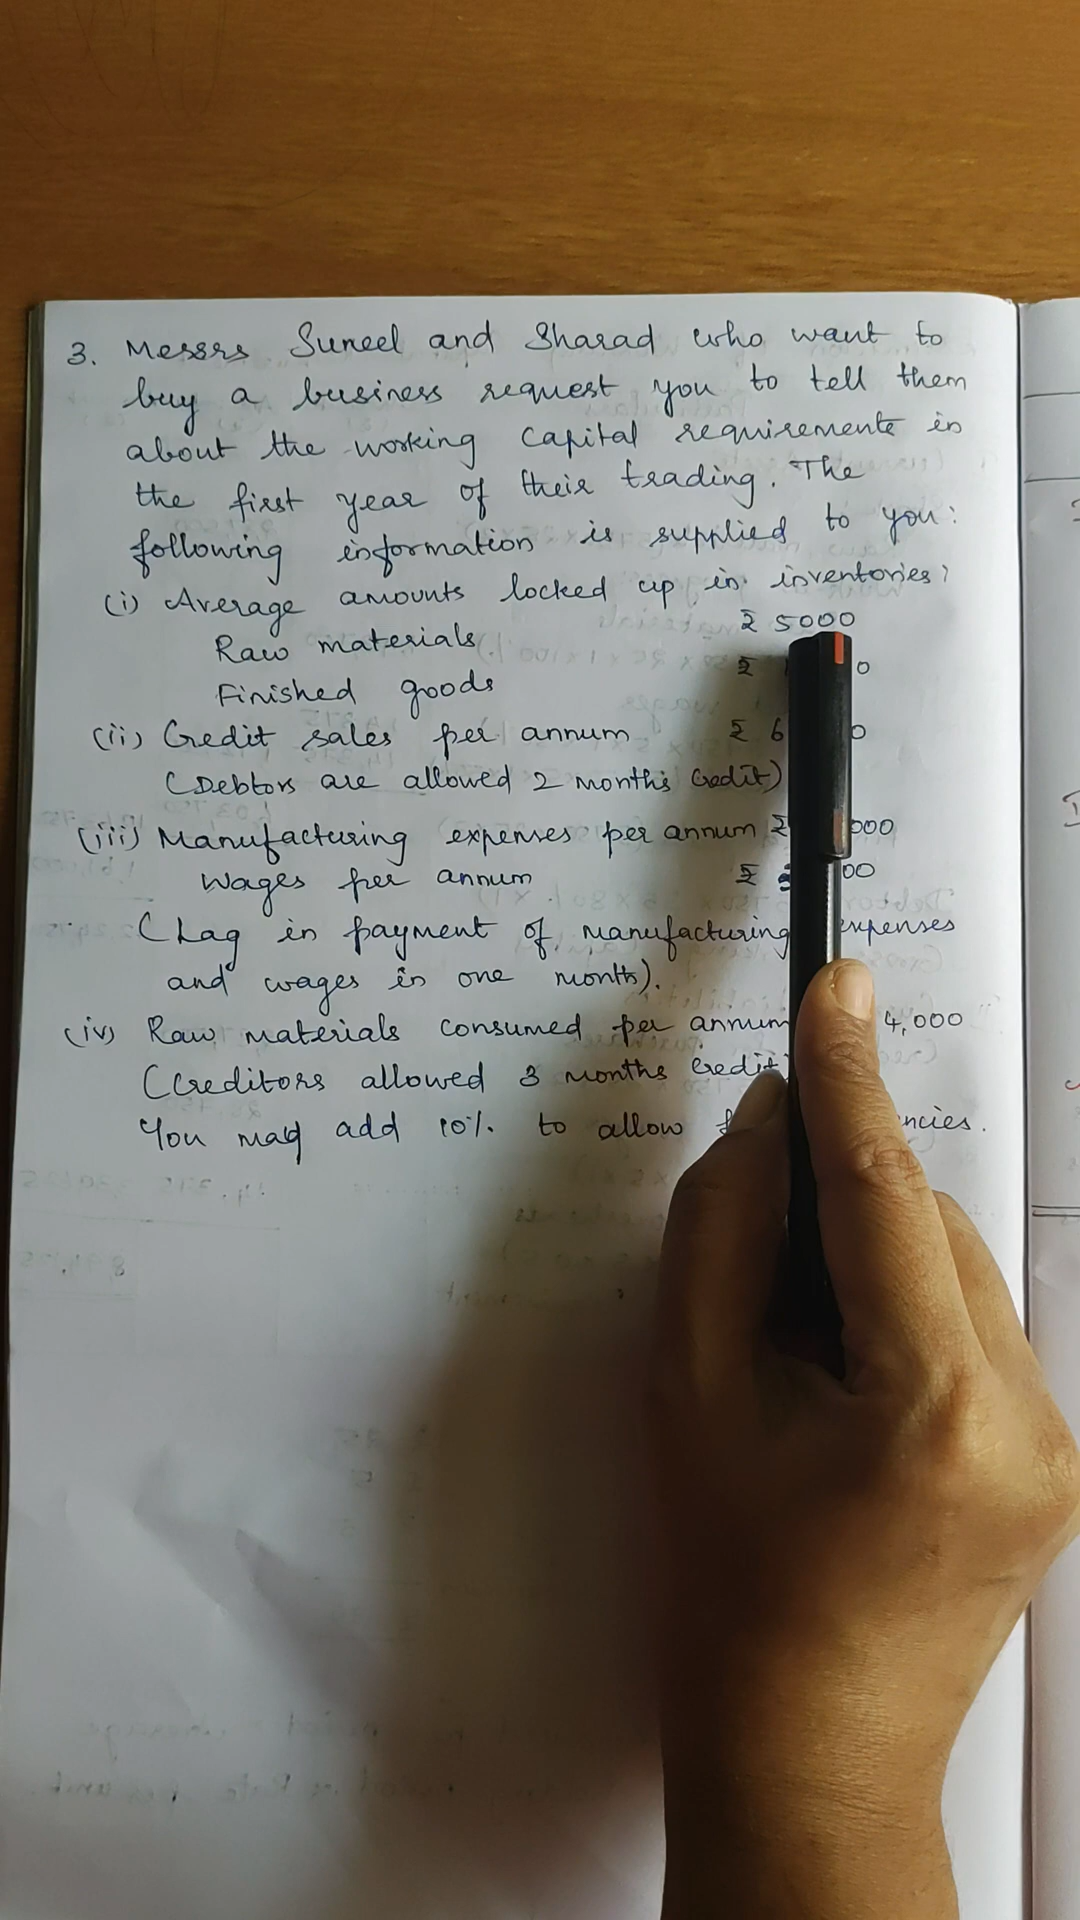 3. Messrs Suneel and Sharad who want to
buy a business request you to tell them
about the working capital requirements in
the first year of their trading. The
following information is supplied to you:
(i) Average amounts locked up in inventories:
Raw materials ₹ 5000
Finished goods ₹ 0
(ii) Credit sales per annum ₹ 6 0
(Debtors are allowed 2 months credit)
(iii) Manufacturing expenses per annum ₹ 000
Wages per annum ₹ 00
(Lag in payment of manufacturing expenses
and wages is one month).
(iv) Raw materials consumed per annum 4,000
(Creditors allowed 3 months credit)
You may add 10% to allow